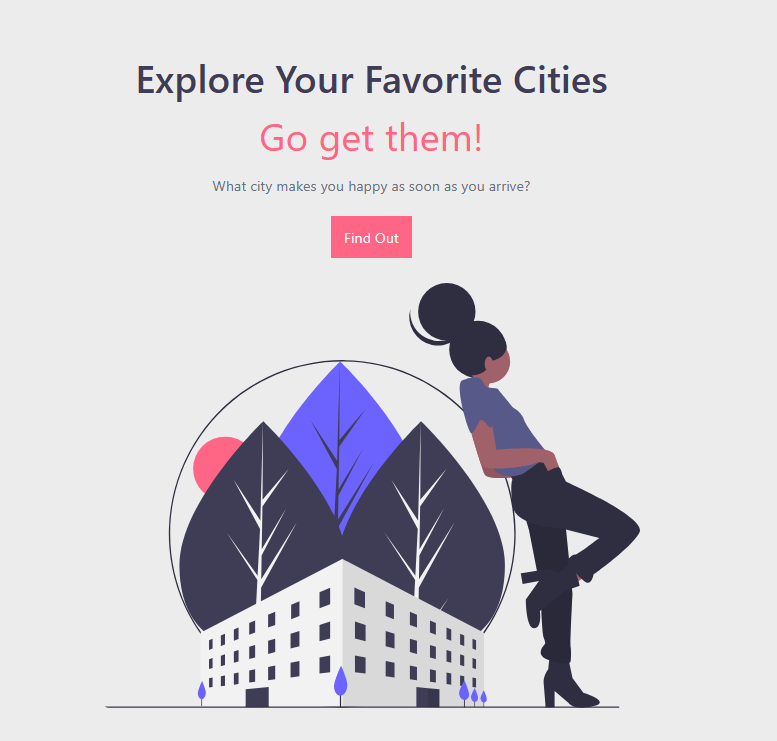 Explore Your Favorite Cities
Go get them!
What city makes you happy as soon as you arrive?
Find Out